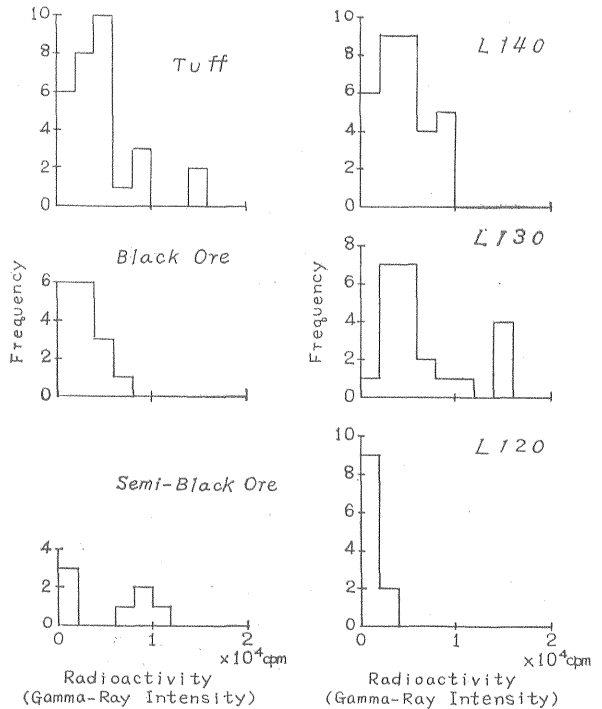 10
8
6
4
2
0
Tuff
Black Ore
6
4
2
0
Frequency
Semi-Black Ore
4
2
0
0 1 2
×10⁴cpm
Radioactivity
(Gamma-Ray Intensity)
10
8
6
4
2
0
L140
L130
8
6
4
2
0
Frequency
L120
10
8
6
4
2
0
0 1 2
×10⁴cpm
Radioactivity
(Gamma-Ray Intensity)